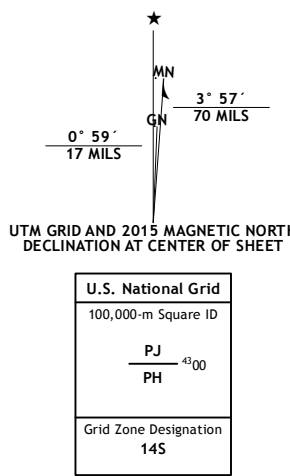 ★
MN
3° 57´
70 MILS
GN
0° 59´
17 MILS
UTM GRID AND 2015 MAGNETIC NORTH
DECLINATION AT CENTER OF SHEET
U.S. National Grid
100,000-m Square ID
PJ
4300
PH
Grid Zone Designation
14S